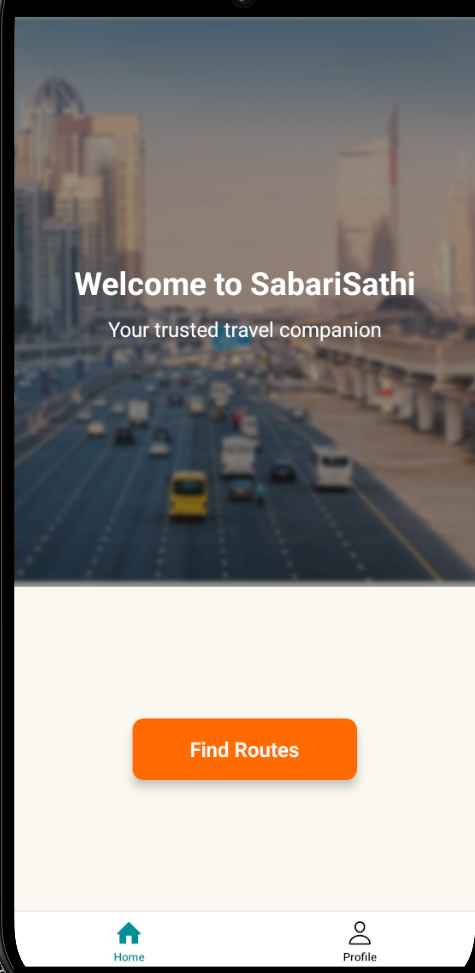 Welcome to SabariSathi
Your trusted travel companion
Find Routes
Home
Profile